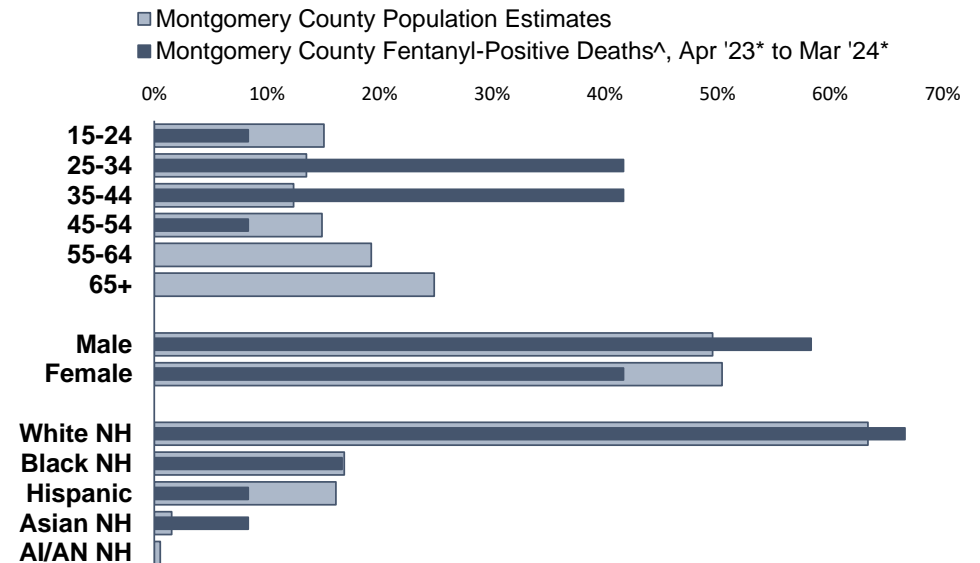 Montgomery County Population Estimates
Montgomery County Fentanyl-Positive Deaths^, Apr '23* to Mar '24*
0% 10% 20% 30% 40% 50% 60% 70%
15-24
25-34
35-44
45-54
55-64
65+
Male
Female
White NH
Black NH
Hispanic
Asian NH
AI/AN NH